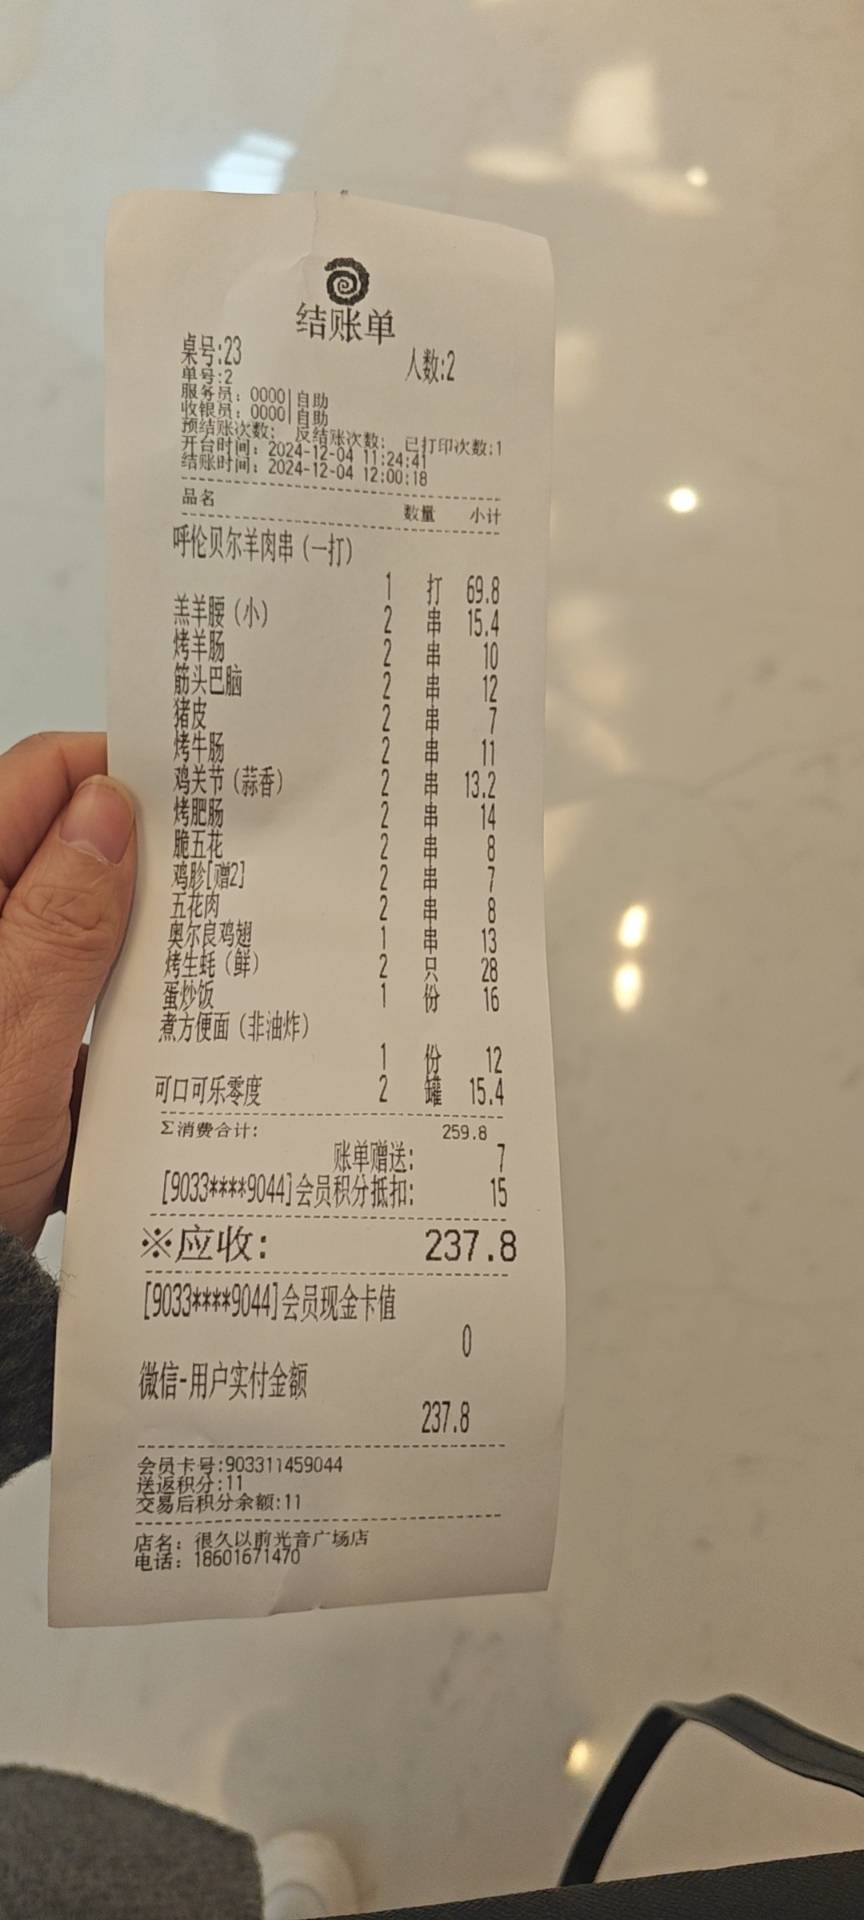 结账单
桌号:23 人数:2
单号:2
服务员: 0000|自助
收银员: 0000|自助
预结账次数: 反结账次数: 已打印次数:1
开台时间: 2024-12-04 11:24:41
结账时间: 2024-12-04 12:00:18
品名 数量 小计
呼伦贝尔羊肉串(一打)
1 打 69.8
羔羊腰(小) 2 串 15.4
烤羊肠 2 串 10
筋头巴脑 2 串 12
猪皮 2 串 7
烤牛肠 2 串 11
鸡关节(蒜香) 2 串 13.2
烤肥肠 2 串 14
脆五花 2 串 8
鸡胗[赠2] 2 串 7
五花肉 2 串 8
奥尔良鸡翅 1 串 13
烤生蚝(鲜) 2 只 28
蛋炒饭 1 份 16
煮方便面(非油炸)
1 份 12
可口可乐零度 2 罐 15.4
Σ消费合计: 259.8
账单赠送: 7
[9033****9044]会员积分抵扣: 15
※应收: 237.8
[9033****9044]会员现金卡值
0
微信-用户实付金额
237.8
会员卡号:903311459044
送返积分:11
交易后积分余额:11
店名: 很久以前光音广场店
电话: 18601671470